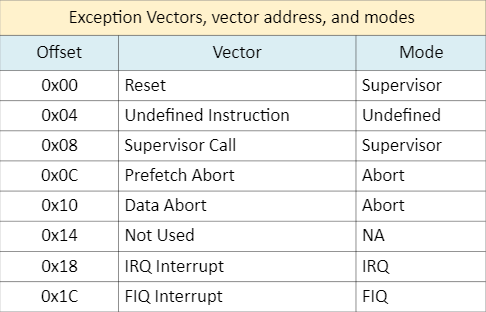 Exception Vectors, vector address, and modes
Offset Vector Mode
0x00 Reset Supervisor
0x04 Undefined Instruction Undefined
0x08 Supervisor Call Supervisor
0x0C Prefetch Abort Abort
0x10 Data Abort Abort
0x14 Not Used NA
0x18 IRQ Interrupt IRQ
0x1C FIQ Interrupt FIQ